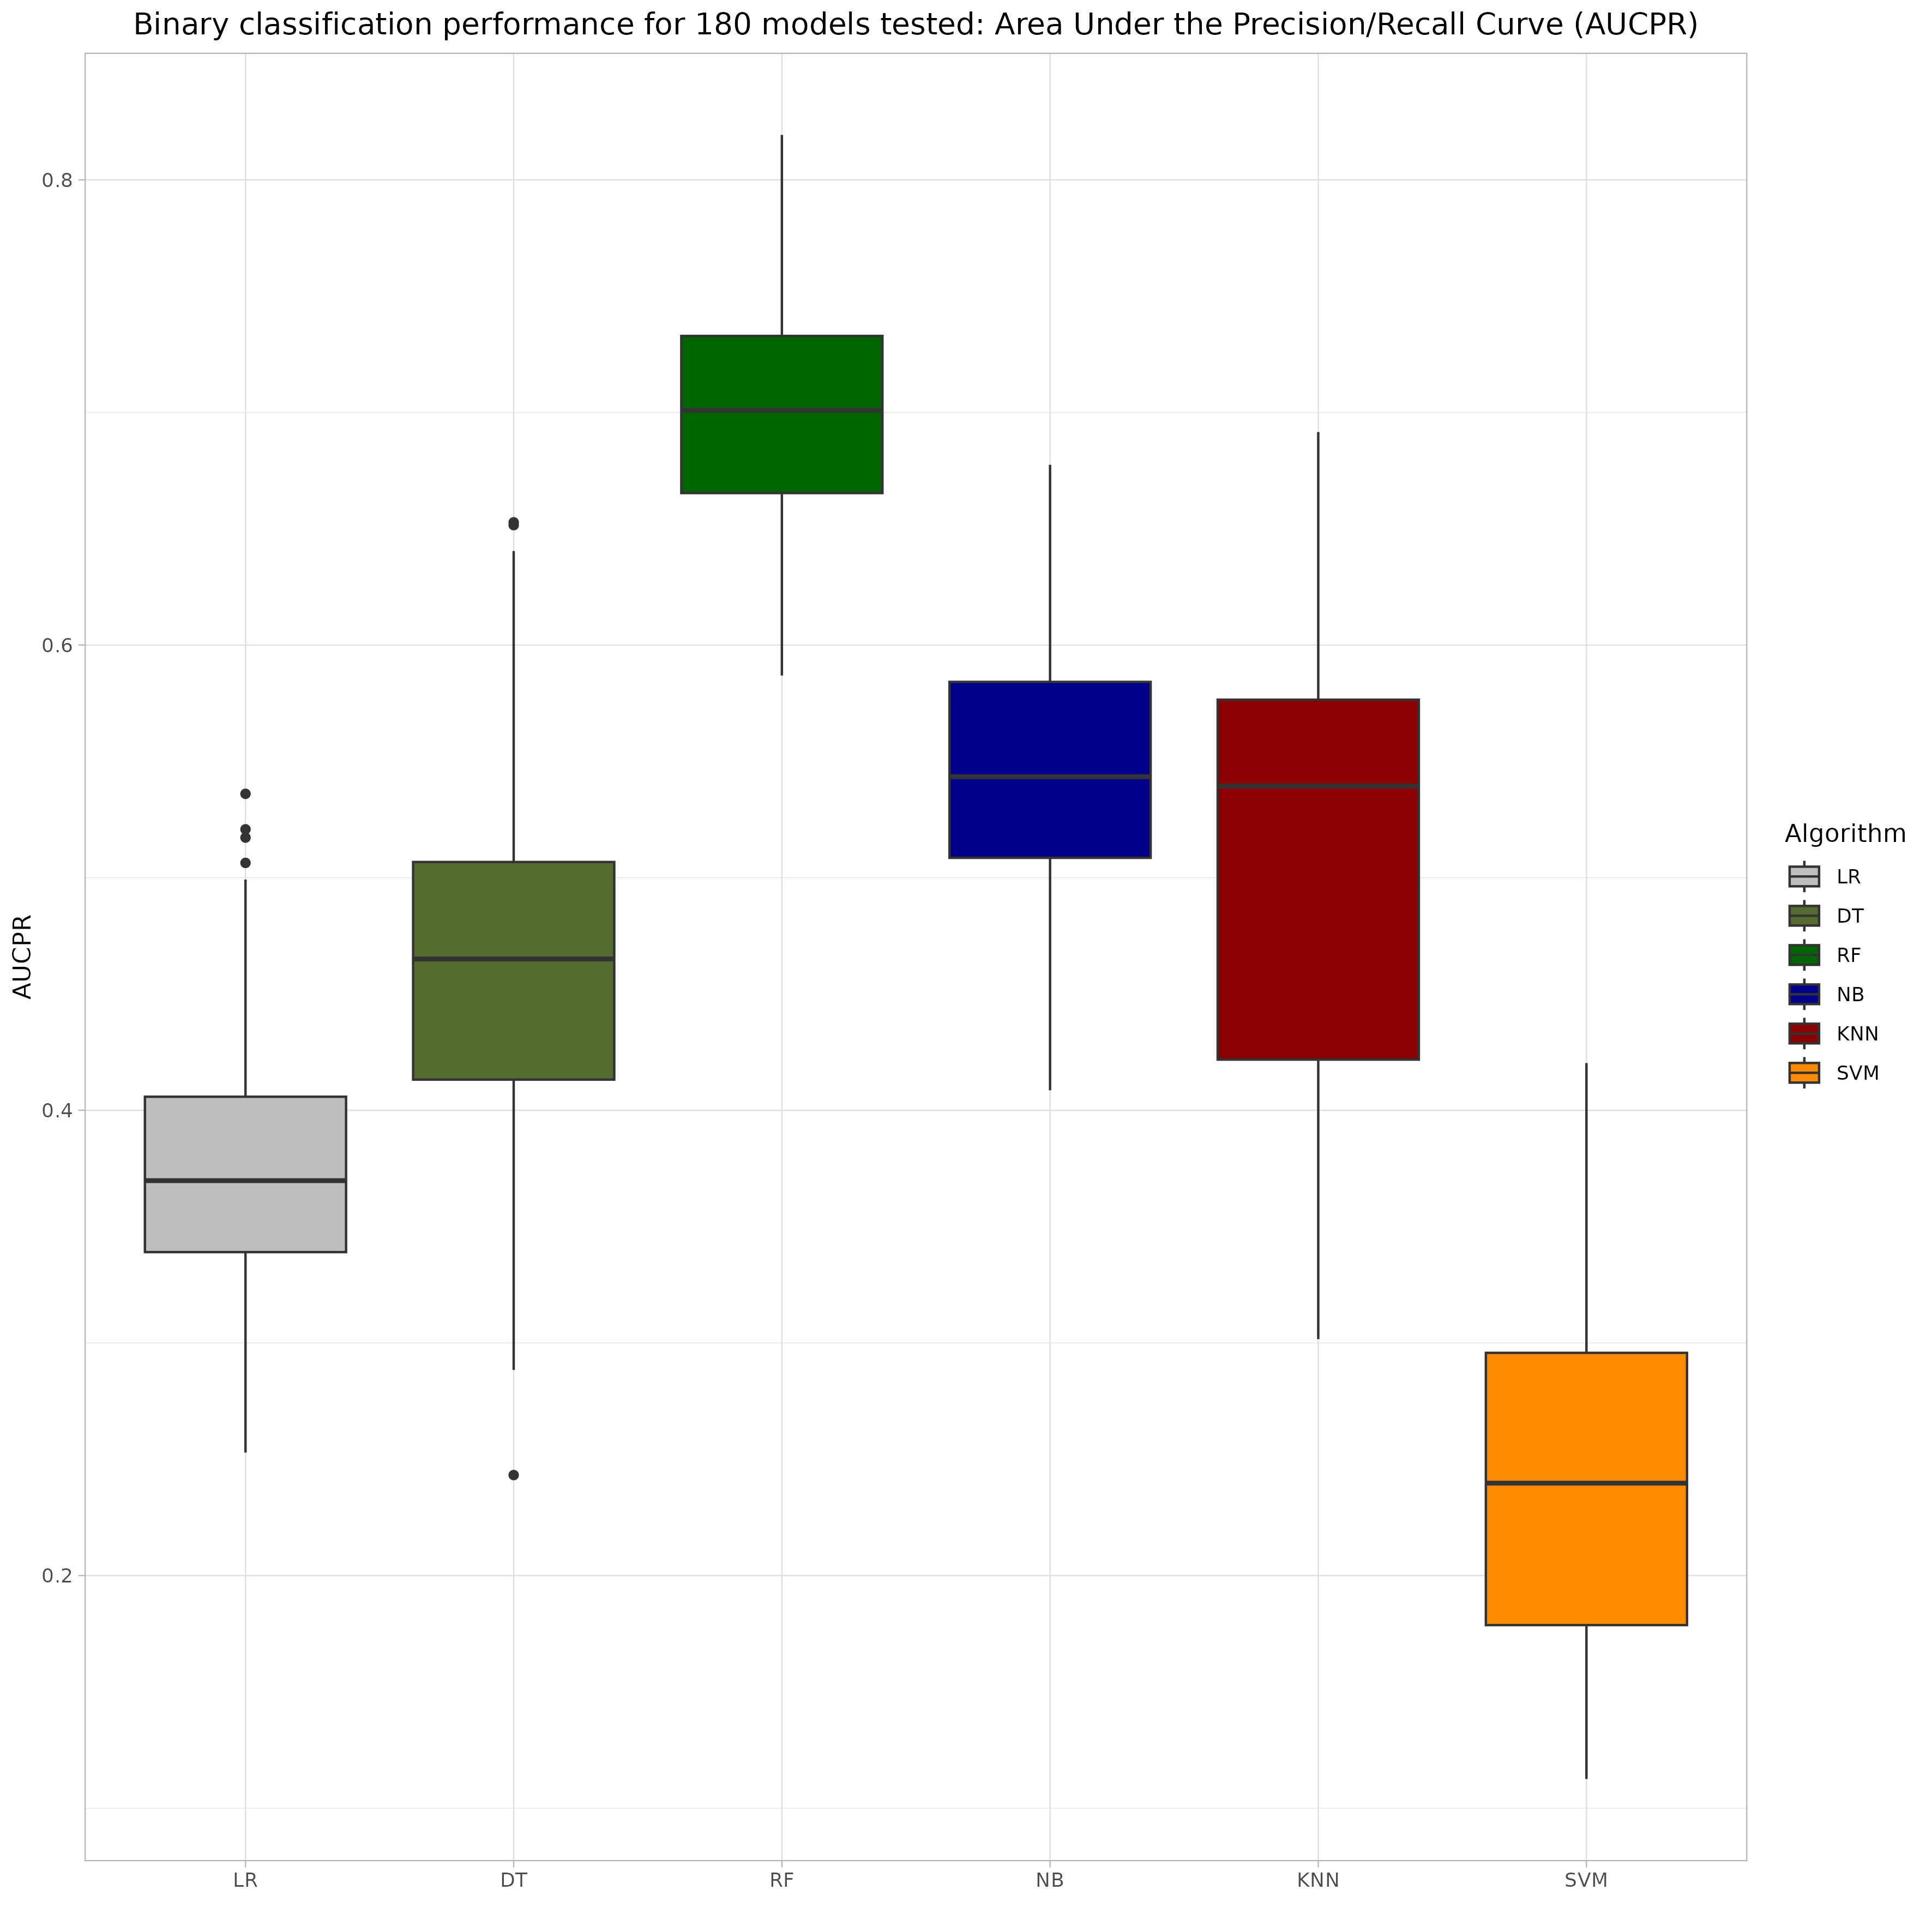 Binary classification performance for 180 models tested: Area Under the Precision/Recall Curve (AUCPR)
0.8
0.6
0.4
0.2
AUCPR
LR
DT
RF
NB
KNN
SVM
Algorithm
LR
DT
RF
NB
KNN
SVM